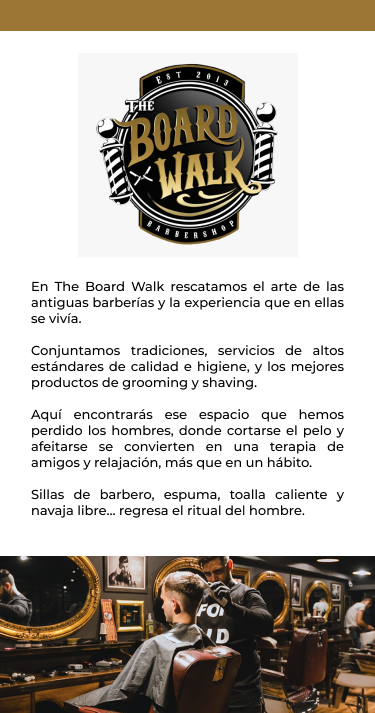 EST 2013
THE
BOARD
WALK
BARBERSHOP
En The Board Walk rescatamos el arte de las
antiguas barberías y la experiencia que en ellas
se vivía.
Conjuntamos tradiciones, servicios de altos
estándares de calidad e higiene, y los mejores
productos de grooming y shaving.
Aquí encontrarás ese espacio que hemos
perdido los hombres, donde cortarse el pelo y
afeitarse se convierten en una terapia de
amigos y relajación, más que en un hábito.
Sillas de barbero, espuma, toalla caliente y
navaja libre... regresa el ritual del hombre.
FOR